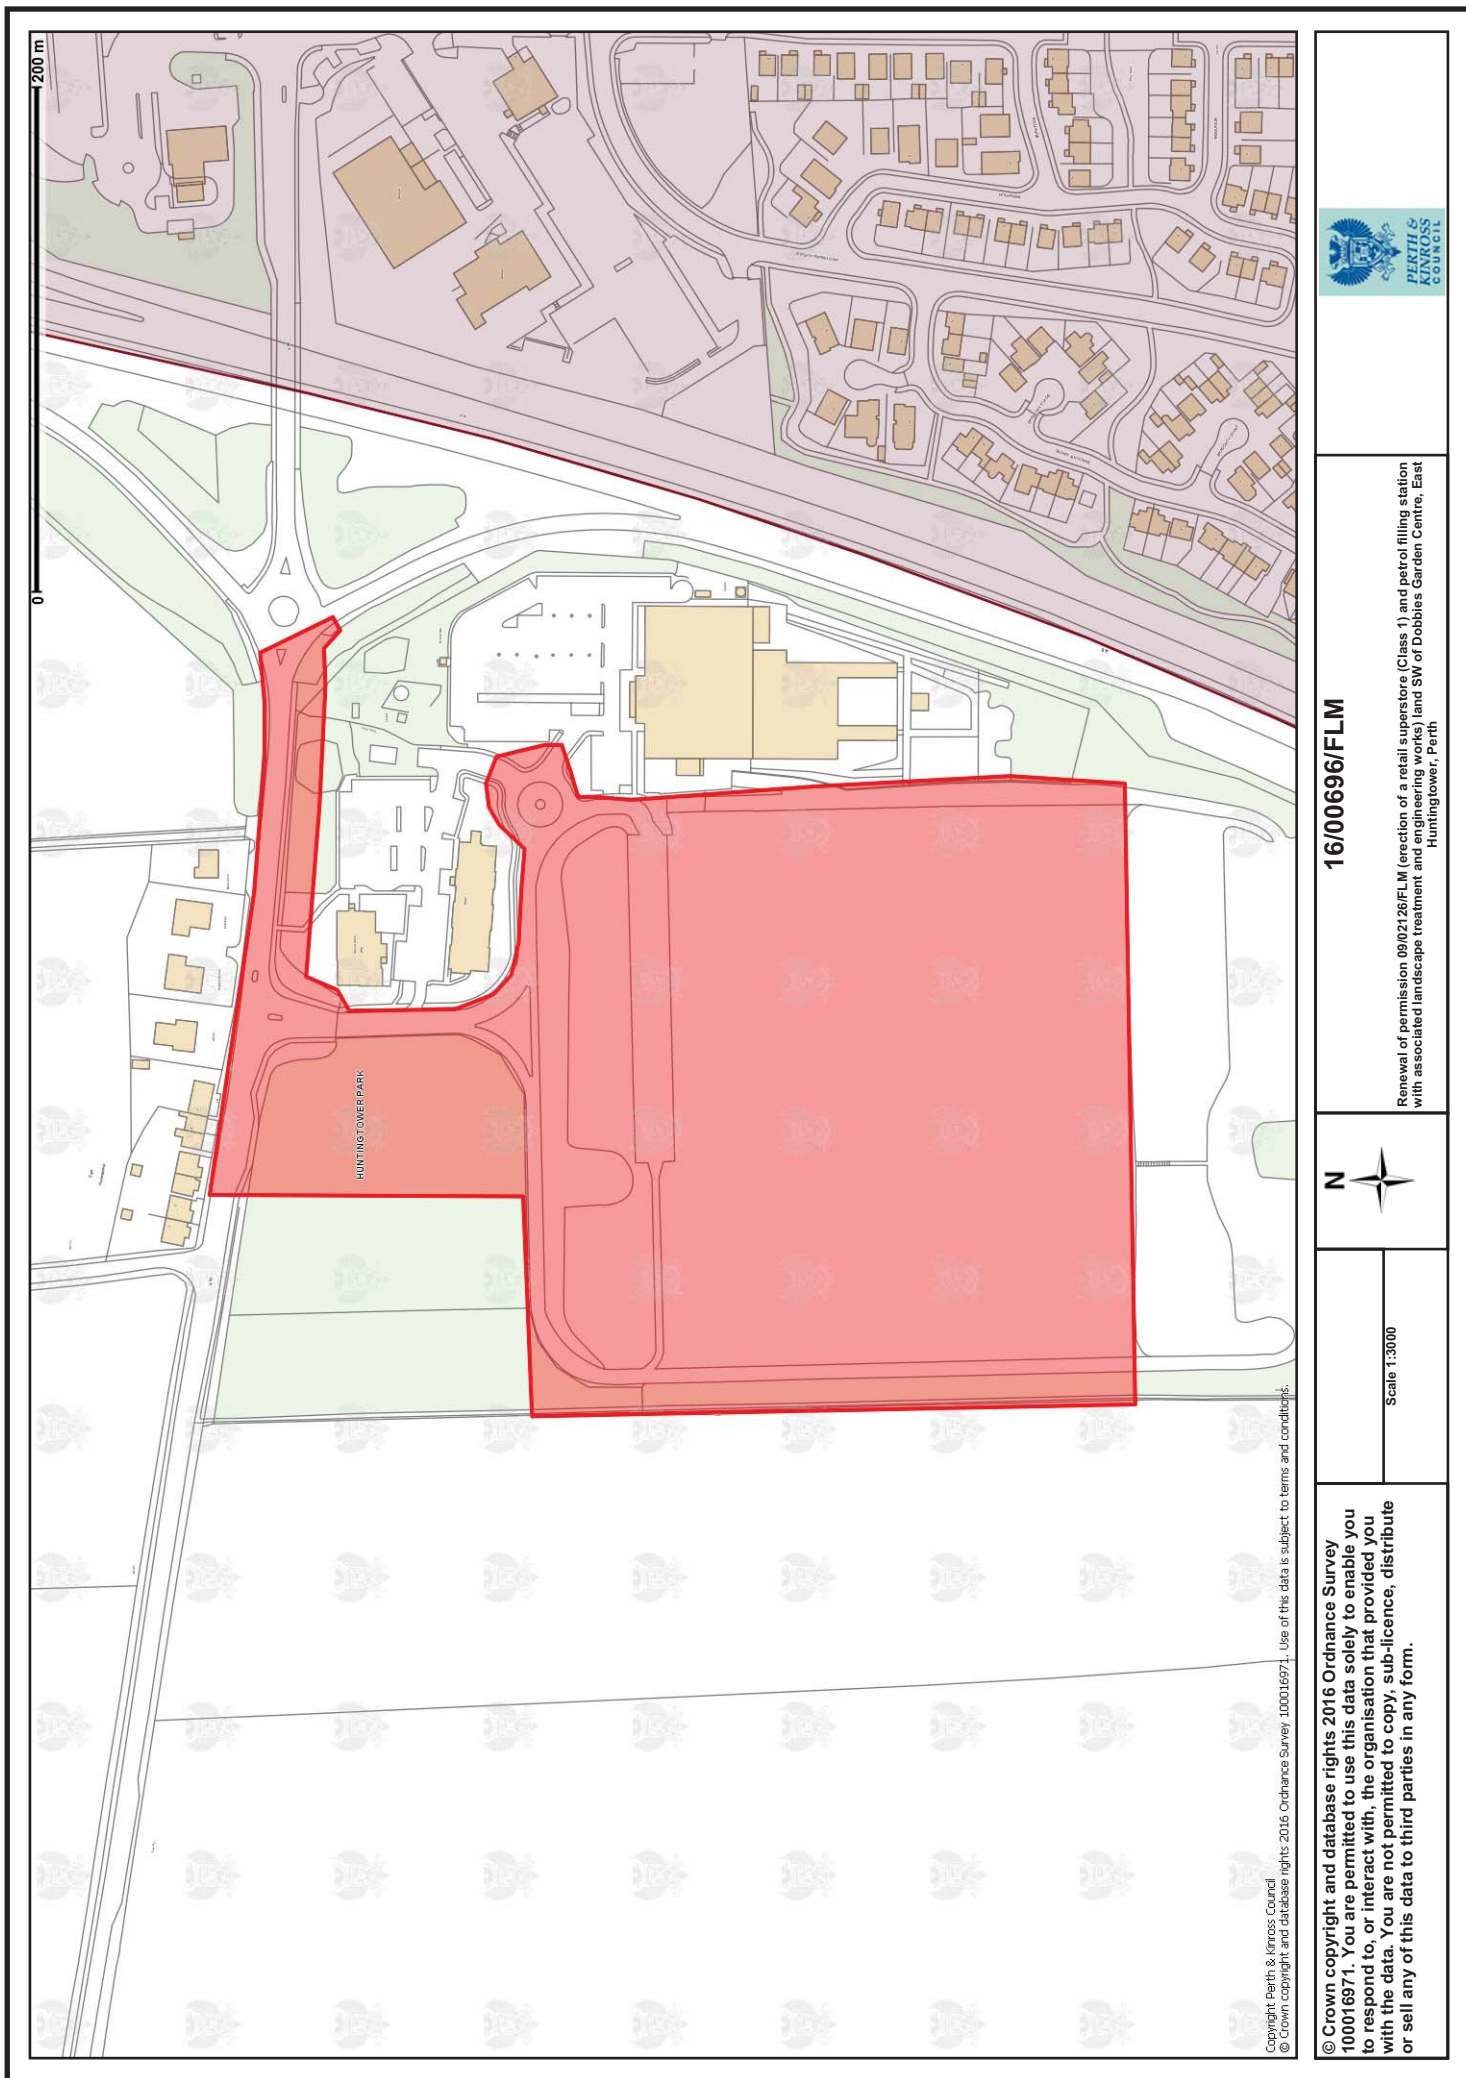 0
200 m
HUNTINGTOWER PARK
Copyright Perth & Kinross Council
© Crown copyright and database rights 2016 Ordnance Survey 100016971. Use of this data is subject to terms and conditions.
© Crown copyright and database rights 2016 Ordnance Survey
100016971. You are permitted to use this data solely to enable you
to respond to, or interact with, the organisation that provided you
with the data. You are not permitted to copy, sub-licence, distribute
or sell any of this data to third parties in any form.
Scale 1:3000
N
16/00696/FLM
Renewal of permission 09/02126/FLM (erection of a retail superstore (Class 1) and petrol filling station
with associated landscape treatment and engineering works) land SW of Dobbies Garden Centre, East
Huntingtower, Perth
PERTH &
KINROSS
COUNCIL